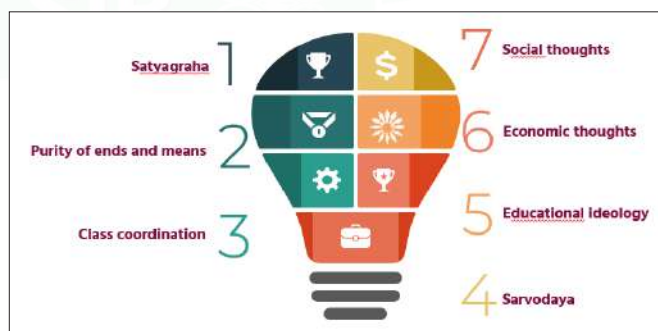 Satyagraha 1
Purity of ends and means 2
Class coordination 3
7 Social thoughts
6 Economic thoughts
5 Educational ideology
4 Sarvodaya
$
1